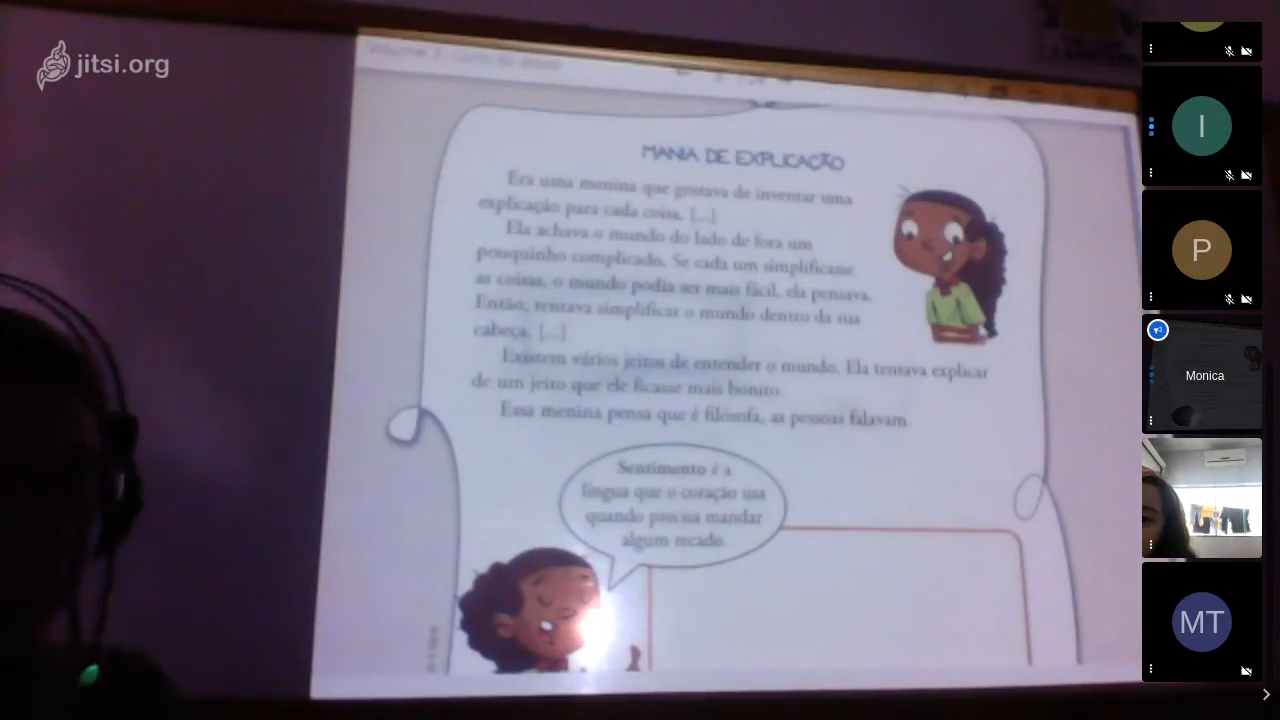 jitsi.org
MANIA DE EXPLICAÇÃO
Era uma menina que gostava de inventar uma
explicação para cada coisa. [...]
Ela achava o mundo do lado de fora um
pouquinho complicado. Se cada um simplificasse
as coisas, o mundo podia ser mais fácil, ela pensava.
Então, tentava simplificar o mundo dentro da sua
cabeça. [...]
Existem vários jeitos de entender o mundo. Ela tentava explicar
de um jeito que ele ficasse mais bonito.
Essa menina pensa que é filósofa, as pessoas falavam.
Sentimento é a
língua que o coração usa
quando precisa mandar
algum recado.
I
P
Monica
MT